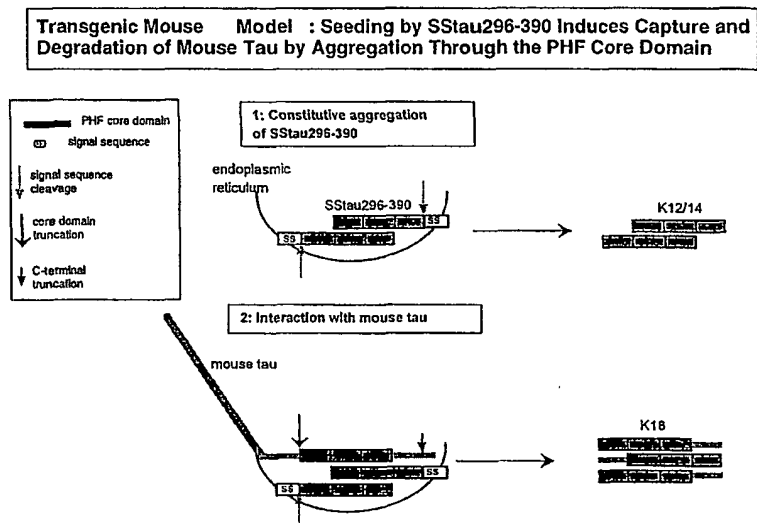 Transgenic Mouse Model : Seeding by SStau296-390 Induces Capture and
Degradation of Mouse Tau by Aggregation Through the PHF Core Domain
PHF core domain
signal sequence
signal sequence
cleavage
core domain
truncation
C-terminal
truncation
1; Constitutive aggregation
of SStau296-390
endoplasmic
reticulum
SStau296-390
SS
SS
K12/14
2: Interaction with mouse tau
mouse tau
SS
SS
K18